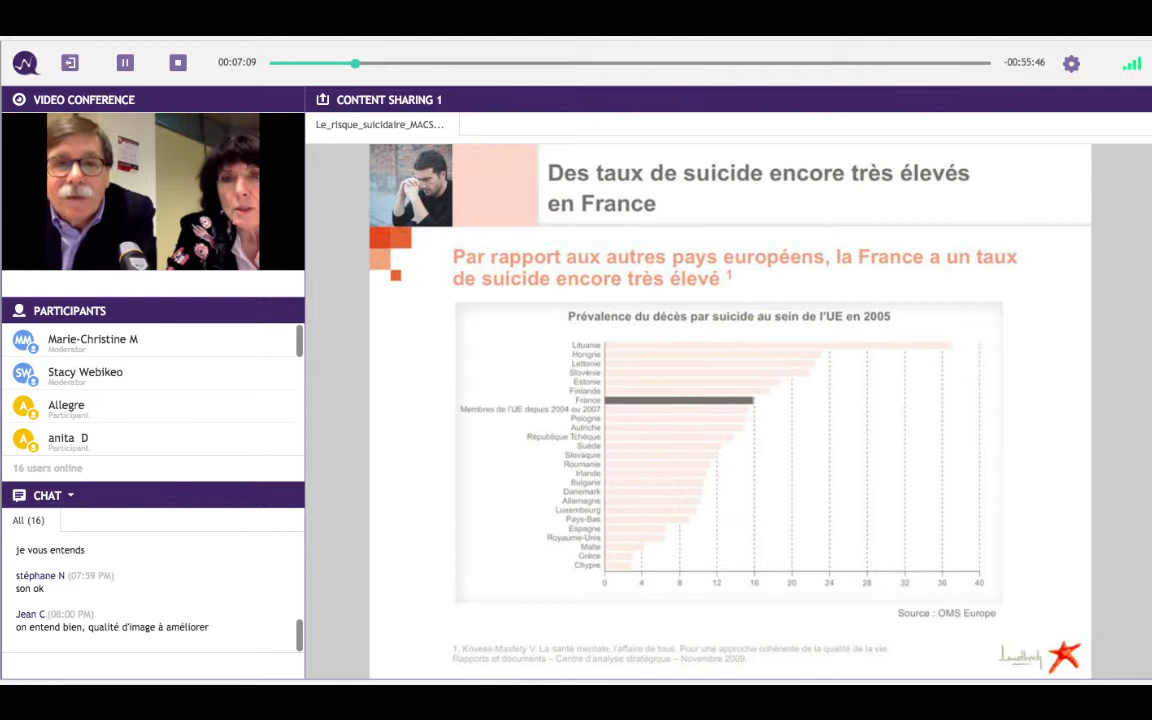 00:07:09
-00:55:46
VIDEO CONFERENCE
CONTENT SHARING 1
Le_risque_suicidaire_MACS...
PARTICIPANTS
MM
Marie-Christine M
Moderator
SW
Stacy Webikeo
Moderator
A
Allegre
Participant
A
anita D
Participant
16 users online
CHAT
All (16)
je vous entends
stéphane N (07:59 PM)
son ok
Jean C (08:00 PM)
on entend bien, qualité d'image à améliorer
Des taux de suicide encore très élevés
en France
Par rapport aux autres pays européens, la France a un taux
de suicide encore très élevé 1
Prévalence du décès par suicide au sein de l'UE en 2005
Lituanie
Hongrie
Lettonie
Slovénie
Estonie
Finlande
France
Membres de l'UE depuis 2004 ou 2007
Pologne
Autriche
République Tchèque
Suède
Slovaquie
Roumanie
Irlande
Bulgarie
Danemark
Allemagne
Luxembourg
Pays-Bas
Espagne
Royaume-Unis
Malte
Grèce
Chypre
0 4 8 12 16 20 24 28 32 36 40
Source : OMS Europe
1. Kovess-Masfety V. La santé mentale, l'affaire de tous. Pour une approche cohérente de la qualité de la vie.
Rapports et documents – Centre d'analyse stratégique – Novembre 2009.
Lundbeck